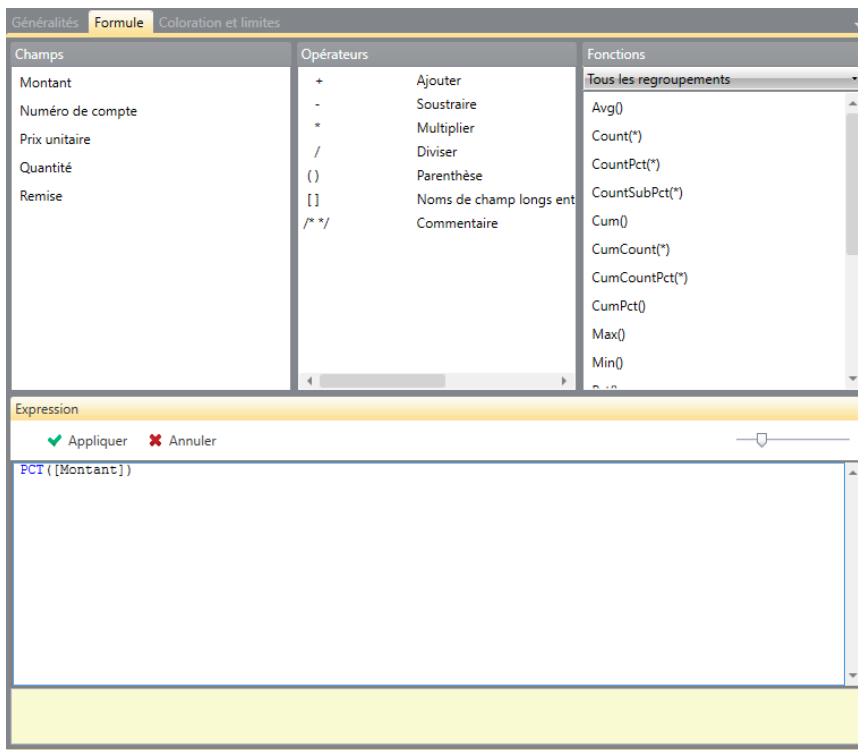 Généralités Formule Coloration et limites
Champs
Montant
Numéro de compte
Prix unitaire
Quantité
Remise
Opérateurs
+ Ajouter
- Soustraire
* Multiplier
/ Diviser
( ) Parenthèse
[ ] Noms de champ longs ent
/* */ Commentaire
Fonctions
Tous les regroupements
Avg()
Count(*)
CountPct(*)
CountSubPct(*)
Cum()
CumCount(*)
CumCountPct(*)
CumPct()
Max()
Min()
Expression
Appliquer Annuler
PCT([Montant])